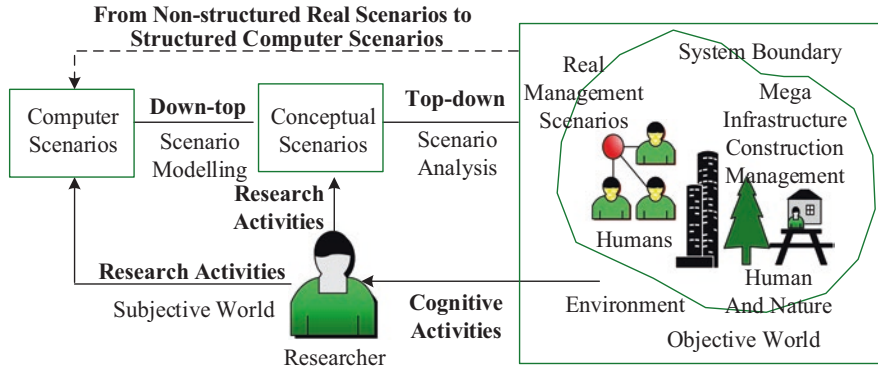 From Non-structured Real Scenarios to
Structured Computer Scenarios
System Boundary
Real
Management
Scenarios
Mega
Infrastructure
Construction
Management
Computer
Scenarios
Down-top
Scenario
Modelling
Conceptual
Scenarios
Top-down
Scenario
Analysis
Research
Activities
Humans
Research Activities
Subjective World
Researcher
Cognitive
Activities
Environment
Human
And Nature
Objective World